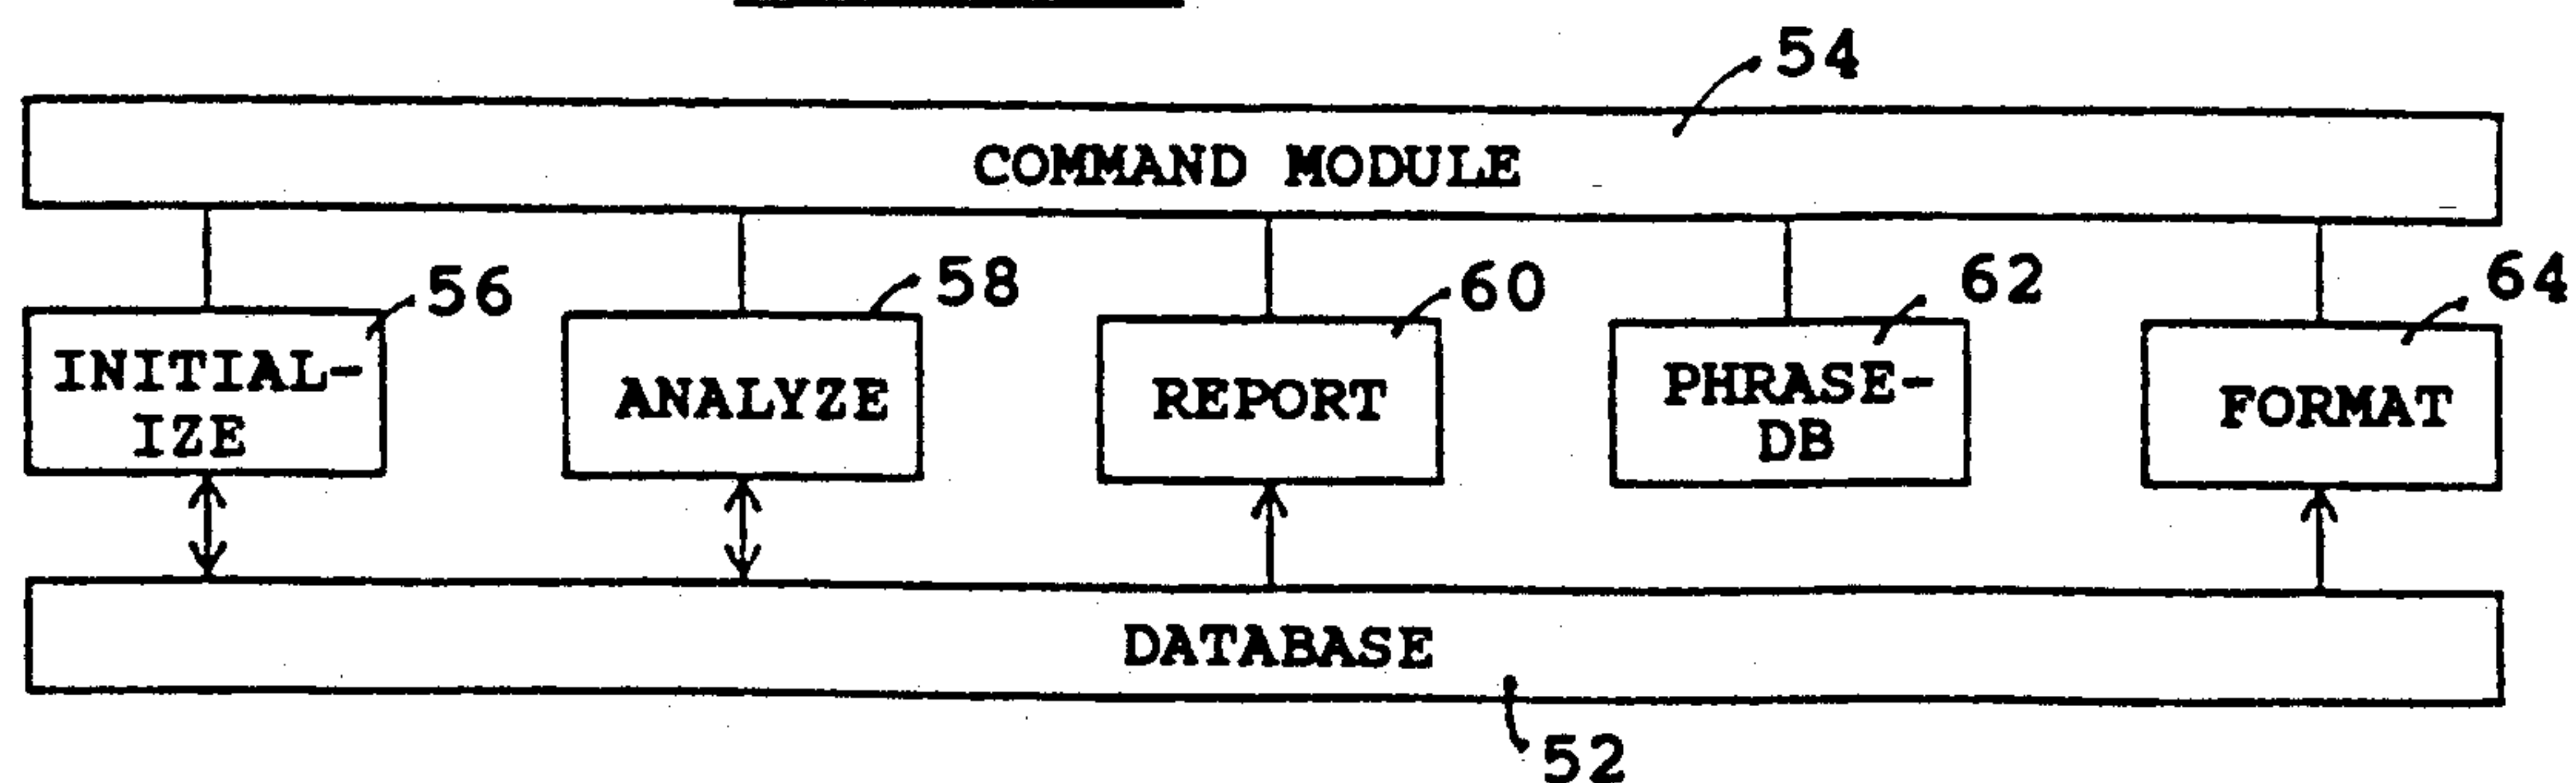 54
COMMAND MODULE
56
58
60
62
64
INITIAL-
IZE
ANALYZE
REPORT
PHRASE-
DB
FORMAT
DATABASE
52